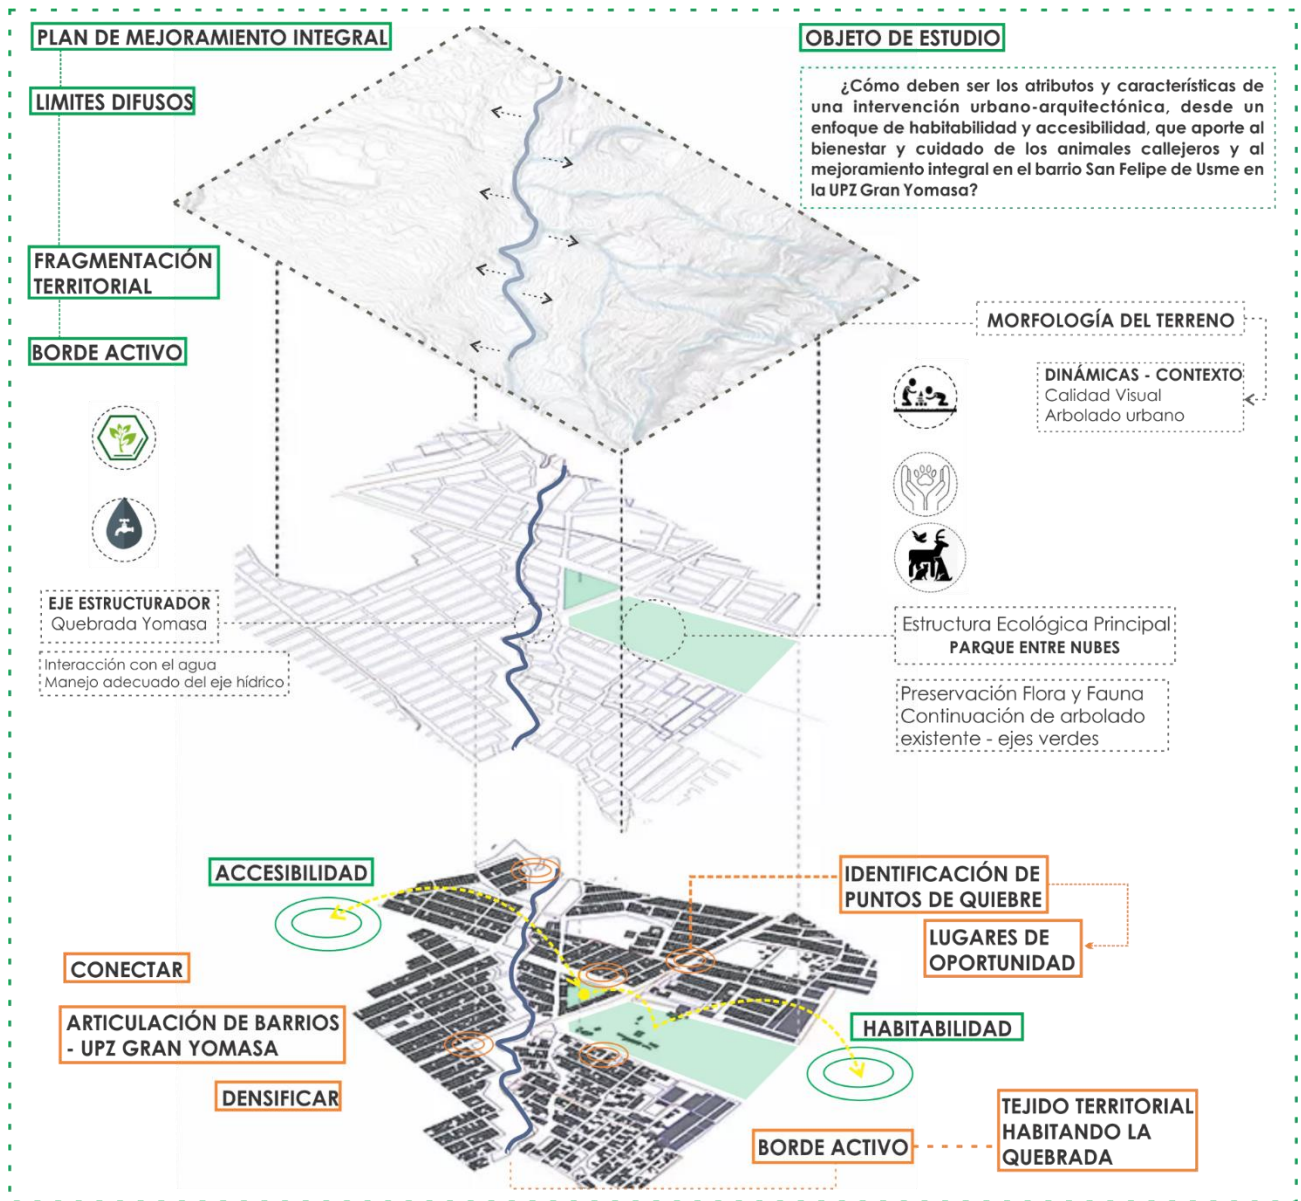 PLAN DE MEJORAMIENTO INTEGRAL
LIMITES DIFUSOS
FRAGMENTACIÓN
TERRITORIAL
BORDE ACTIVO
OBJETO DE ESTUDIO
¿Cómo deben ser los atributos y características de
una intervención urbano-arquitectónica, desde un
enfoque de habitabilidad y accesibilidad, que aporte al
bienestar y cuidado de los animales callejeros y al
mejoramiento integral en el barrio San Felipe de Usme en
la UPZ Gran Yomasa?
MORFOLOGÍA DEL TERRENO
DINÁMICAS - CONTEXTO
Calidad Visual
Arbolado urbano
EJE ESTRUCTURADOR
Quebrada Yomasa
Interacción con el agua
Manejo adecuado del eje hídrico
Estructura Ecológica Principal
PARQUE ENTRE NUBES
Preservación Flora y Fauna
Continuación de arbolado
existente - ejes verdes
ACCESIBILIDAD
IDENTIFICACIÓN DE
PUNTOS DE QUIEBRE
LUGARES DE
OPORTUNIDAD
CONECTAR
ARTICULACIÓN DE BARRIOS
- UPZ GRAN YOMASA
DENSIFICAR
HABITABILIDAD
BORDE ACTIVO
TEJIDO TERRITORIAL
HABITANDO LA
QUEBRADA